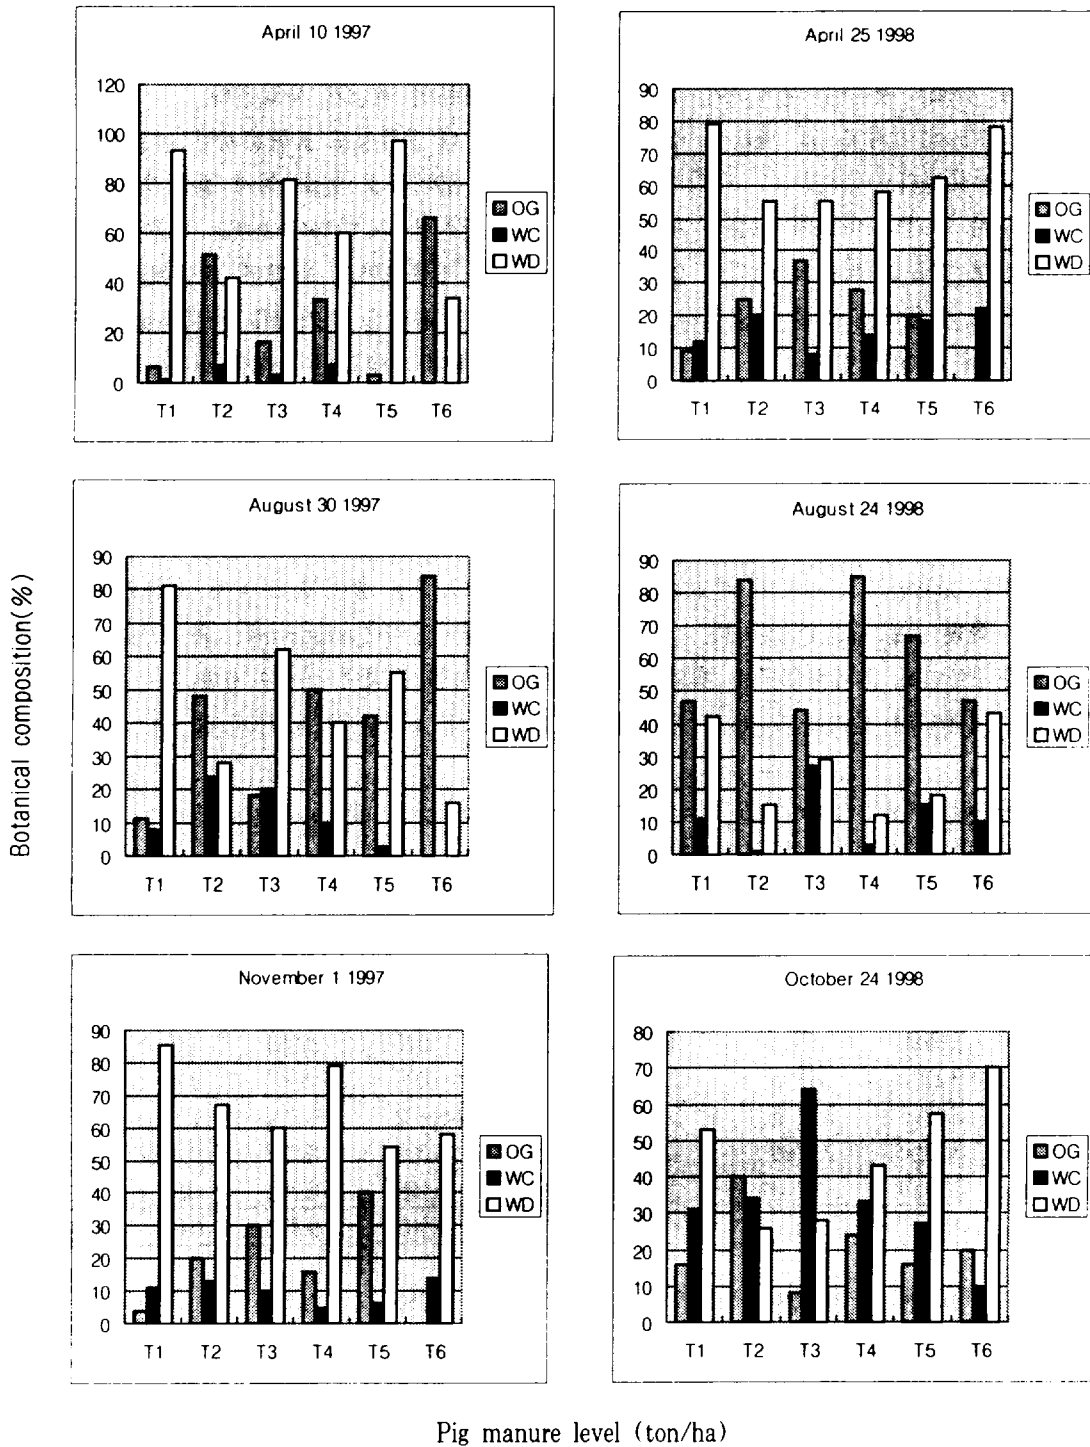 April 10 1997
120
100
80
60
40
20
0
T1 T2 T3 T4 T5 T6
OG
WC
WD
April 25 1998
90
80
70
60
50
40
30
20
10
0
T1 T2 T3 T4 T5 T6
OG
WC
WD
August 30 1997
90
80
70
60
50
40
30
20
10
0
T1 T2 T3 T4 T5 T6
OG
WC
WD
August 24 1998
90
80
70
60
50
40
30
20
10
0
T1 T2 T3 T4 T5 T6
OG
WC
WD
Botanical composition(%)
November 1 1997
90
80
70
60
50
40
30
20
10
0
T1 T2 T3 T4 T5 T6
OG
WC
WD
October 24 1998
80
70
60
50
40
30
20
10
0
T1 T2 T3 T4 T5 T6
OG
WC
WD
Pig manure level (ton/ha)